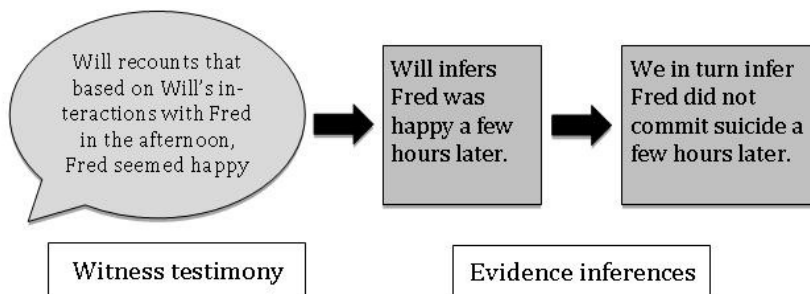 Will recounts that
based on Will's in-
teractions with Fred
in the afternoon,
Fred seemed happy
Will infers
Fred was
happy a few
hours later.
We in turn infer
Fred did not
commit suicide a
few hours later.
Witness testimony
Evidence inferences